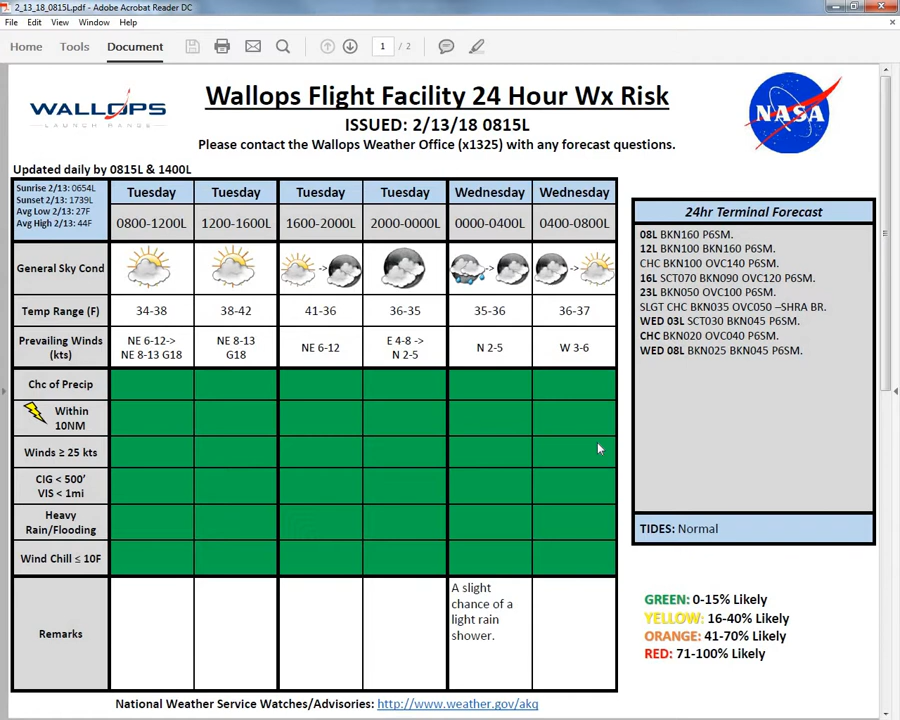 2_13_18_0815L.pdf - Adobe Acrobat Reader DC
File Edit View Window Help
Home Tools Document 1 / 2
WALLOPS
LAUNCH RANGE
Wallops Flight Facility 24 Hour Wx Risk
ISSUED: 2/13/18 0815L
Please contact the Wallops Weather Office (x1325) with any forecast questions.
NASA
Updated daily by 0815L & 1400L
Sunrise 2/13: 0654L
Sunset 2/13: 1739L
Avg Low 2/13: 27F
Avg High 2/13: 44F
Tuesday Tuesday Tuesday Tuesday Wednesday Wednesday
0800-1200L 1200-1600L 1600-2000L 2000-0000L 0000-0400L 0400-0800L
General Sky Cond -> -> ->
Temp Range (F) 34-38 38-42 41-36 36-35 35-36 36-37
Prevailing Winds (kts)
NE 6-12->
NE 8-13 G18
NE 8-13
G18
NE 6-12
E 4-8 ->
N 2-5
N 2-5
W 3-6
Chc of Precip
Within
10NM
Winds ≥ 25 kts
CIG < 500'
VIS < 1mi
Heavy
Rain/Flooding
Wind Chill ≤ 10F
Remarks
A slight
chance of a
light rain
shower.
24hr Terminal Forecast
08L BKN160 P6SM.
12L BKN100 BKN160 P6SM.
CHC BKN100 OVC140 P6SM.
16L SCT070 BKN090 OVC120 P6SM.
23L BKN050 OVC100 P6SM.
SLGT CHC BKN035 OVC050 –SHRA BR.
WED 03L SCT030 BKN045 P6SM.
CHC BKN020 OVC040 P6SM.
WED 08L BKN025 BKN045 P6SM.
TIDES: Normal
GREEN: 0-15% Likely
YELLOW: 16-40% Likely
ORANGE: 41-70% Likely
RED: 71-100% Likely
National Weather Service Watches/Advisories: http://www.weather.gov/akq